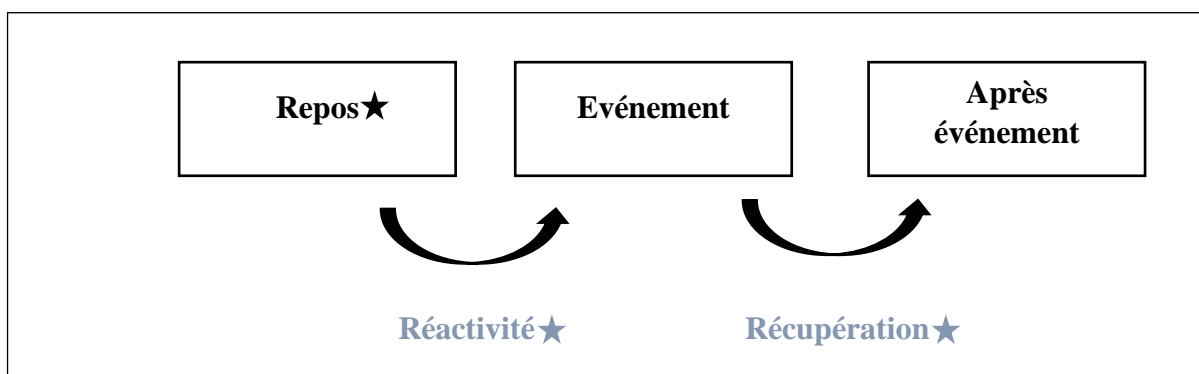 Repos★
Evénement
Après
événement
Réactivité★
Récupération★